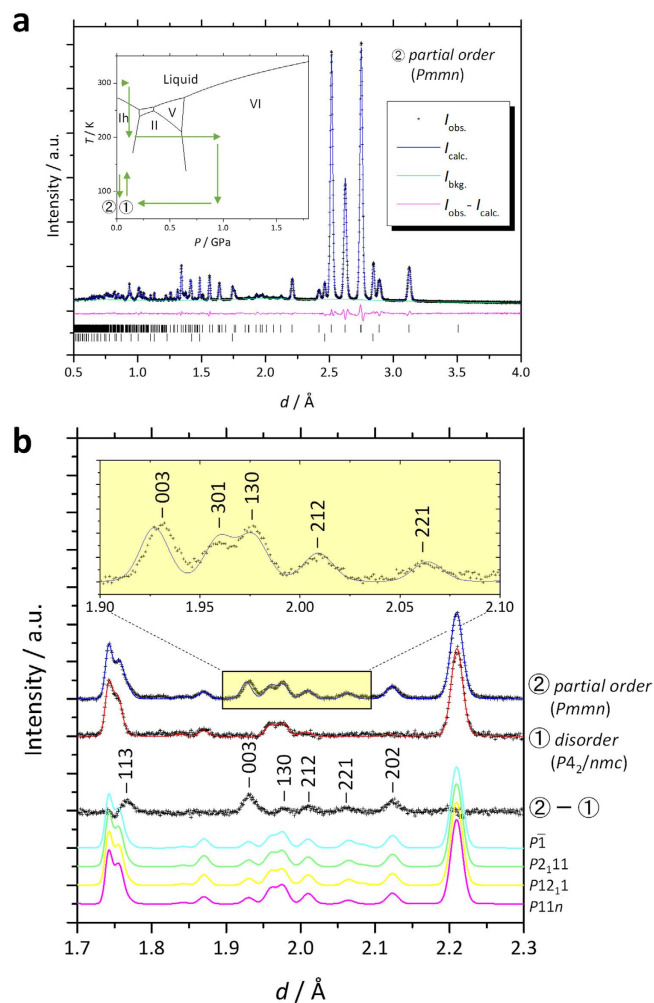 a
② partial order
(Pmmn)
Iobs.
Icalc.
Ibkg.
Iobs. - Icalc.
Intensity / a.u.
Liquid
Ih
II
V
VI
T / K
300
200
100
② ①
0.0 0.5 1.0 1.5
P / GPa
0.5 1.0 1.5 2.0 2.5 3.0 3.5 4.0
d / Å
b
003
301
130
212
221
1.90 1.95 2.00 2.05 2.10
Intensity / a.u.
② partial order
(Pmmn)
① disorder
(P4₂/nmc)
113
003
130
212
221
202
② − ①
P1̅
P2₁11
P12₁1
P11n
1.7 1.8 1.9 2.0 2.1 2.2 2.3
d / Å